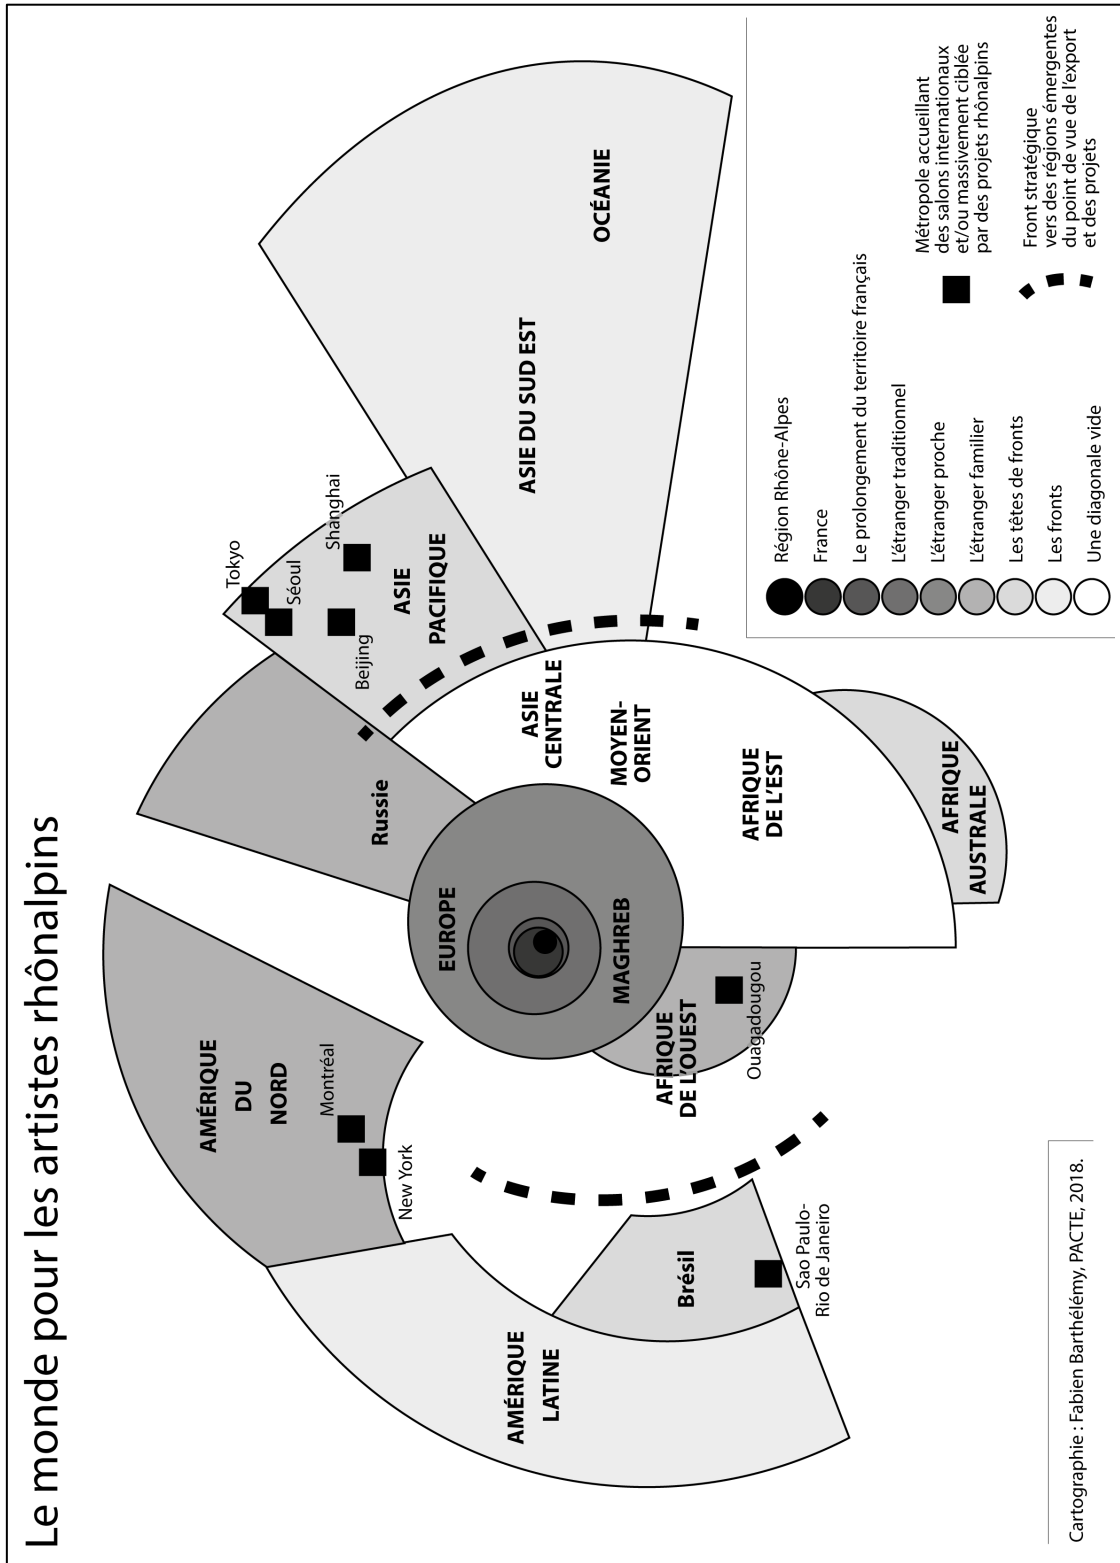 Le monde pour les artistes rhônalpins
AMÉRIQUE
DU
NORD
Montréal
New York
AMÉRIQUE
LATINE
Brésil
Sao Paulo-
Rio de Janeiro
EUROPE
MAGHREB
AFRIQUE
DE L'OUEST
Ouagadougou
Russie
Tokyo
Séoul
Beijing
Shanghai
ASIE
PACIFIQUE
ASIE
CENTRALE
MOYEN-
ORIENT
AFRIQUE
DE L'EST
AFRIQUE
AUSTRALE
ASIE DU SUD EST
OCÉANIE
Région Rhône-Alpes
France
Le prolongement du territoire français
L'étranger traditionnel
L'étranger proche
L'étranger familier
Les têtes de fronts
Les fronts
Une diagonale vide
Métropole accueillant
des salons internationaux
et/ou massivement ciblée
par des projets rhônalpins
Front stratégique
vers des régions émergentes
du point de vue de l'export
et des projets
Cartographie : Fabien Barthélémy, PACTE, 2018.